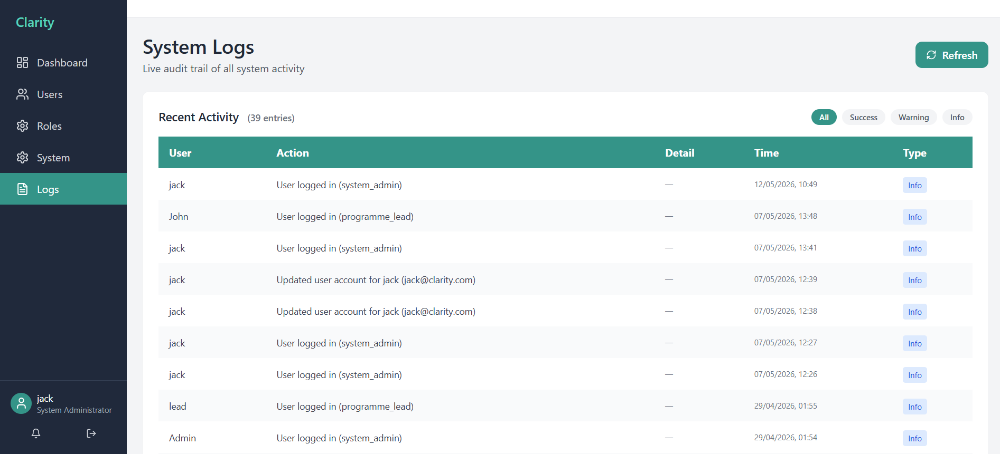 Clarity
Dashboard
Users
Roles
System
Logs
jack
System Administrator
System Logs
Live audit trail of all system activity
Refresh
Recent Activity (39 entries)
All Success Warning Info
User Action Detail Time Type
jack User logged in (system_admin) — 12/05/2026, 10:49 Info
John User logged in (programme_lead) — 07/05/2026, 13:48 Info
jack User logged in (system_admin) — 07/05/2026, 13:41 Info
jack Updated user account for jack (jack@clarity.com) — 07/05/2026, 12:39 Info
jack Updated user account for jack (jack@clarity.com) — 07/05/2026, 12:38 Info
jack User logged in (system_admin) — 07/05/2026, 12:27 Info
jack User logged in (system_admin) — 07/05/2026, 12:26 Info
lead User logged in (programme_lead) — 29/04/2026, 01:55 Info
Admin User logged in (system_admin) — 29/04/2026, 01:54 Info